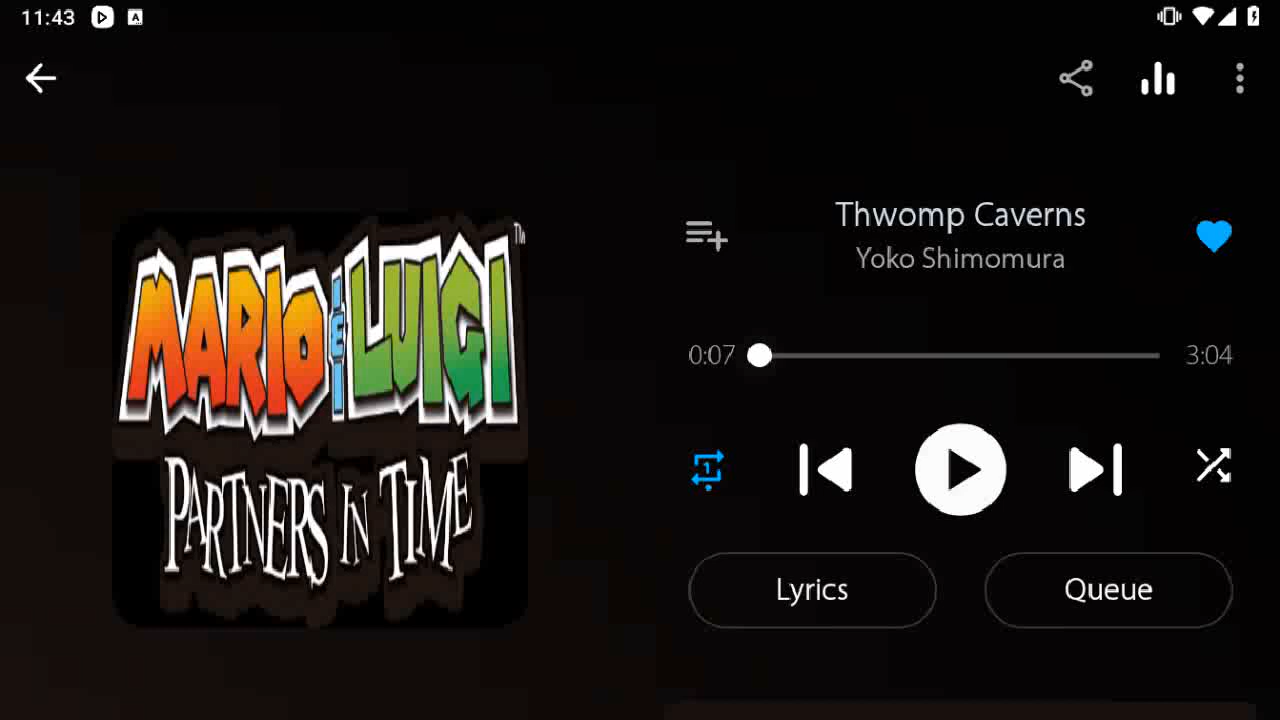 11:43
A
MARIO & LUIGI
TM
PARTNERS IN TIME
Thwomp Caverns
Yoko Shimomura
0:07
3:04
1
Lyrics
Queue